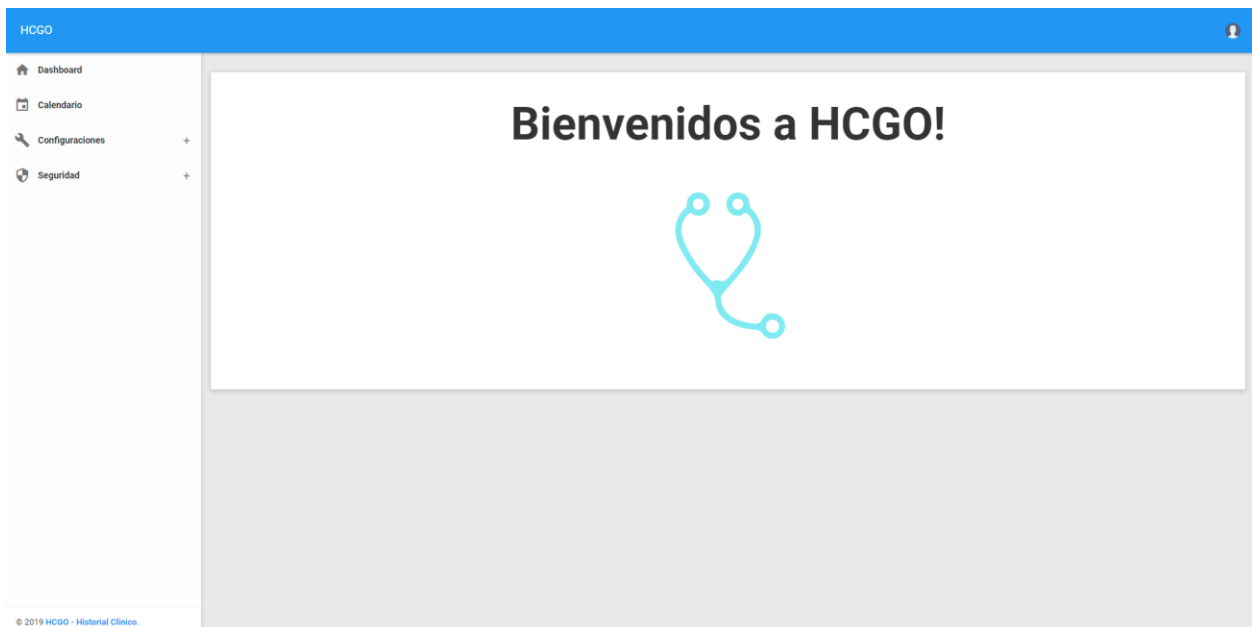 HCGO
Dashboard
Calendario
Configuraciones +
Seguridad +
Bienvenidos a HCGO!
© 2019 HCGO - Historial Clinico.